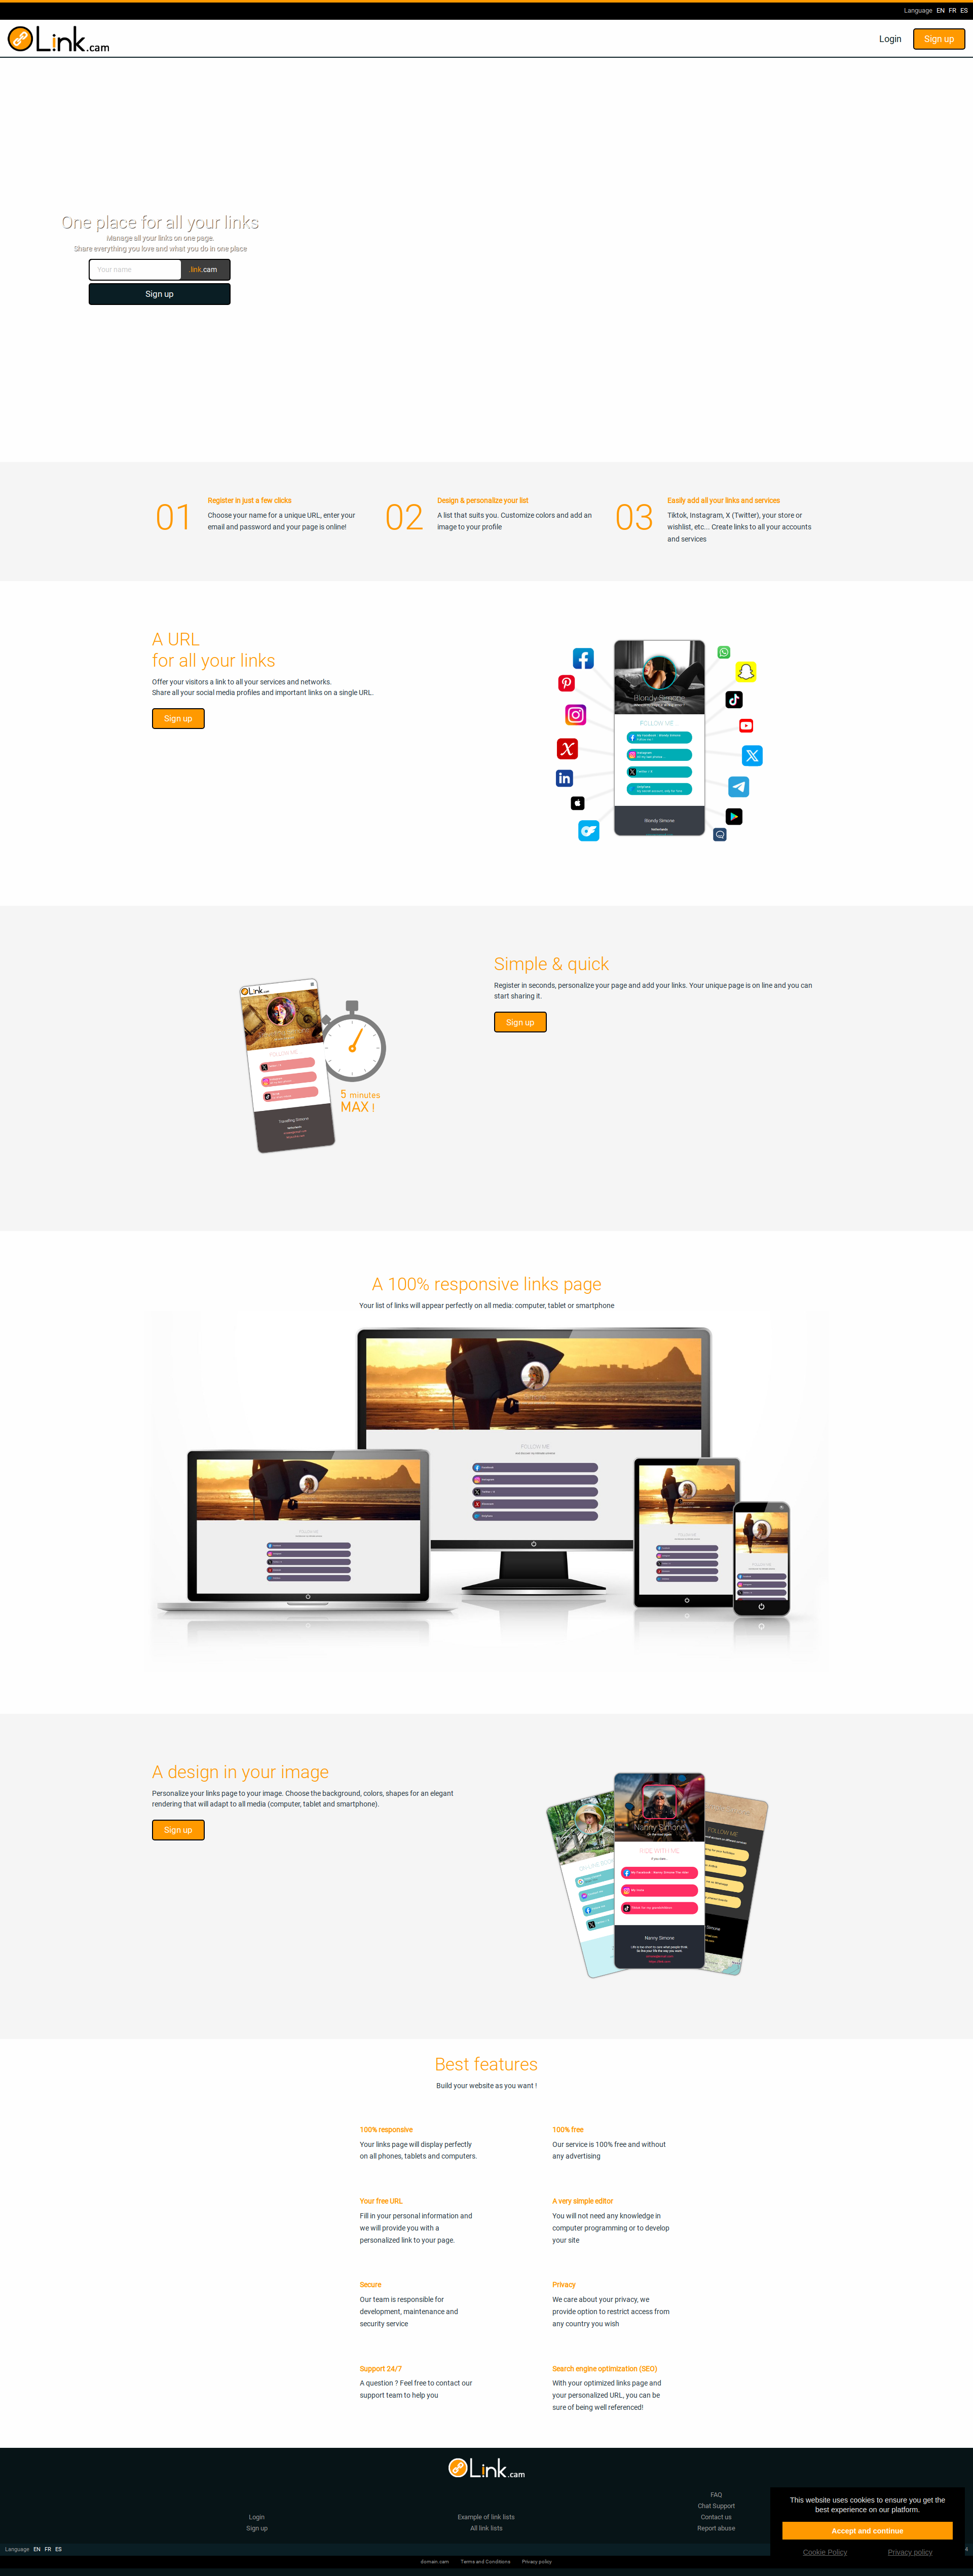 Language EN FR ES
Link.cam
Login
Sign up
One place for all your links
Manage all your links on one page.
Share everything you love and what you do in one place
Your name
.link.cam
Sign up
01
Register in just a few clicks
Choose your name for a unique URL, enter your
email and password and your page is online!
02
Design & personalize your list
A list that suits you. Customize colors and add an
image to your profile
03
Easily add all your links and services
Tiktok, Instagram, X (Twitter), your store or
wishlist, etc... Create links to all your accounts
and services
A URL
for all your links
Offer your visitors a link to all your services and networks.
Share all your social media profiles and important links on a single URL.
Sign up
Blondy Simone
FOLLOW ME
Blondy Simone
Netherlands
Link.cam
FOLLOW ME
Travelling Simone
5 minutes
MAX !
Simple & quick
Register in seconds, personalize your page and add your links. Your unique page is on line and you can
start sharing it.
Sign up
A 100% responsive links page
Your list of links will appear perfectly on all media: computer, tablet or smartphone
FOLLOW ME
Facebook
Instagram
FOLLOW ME
FOLLOW ME
FOLLOW ME
A design in your image
Personalize your links page to your image. Choose the background, colors, shapes for an elegant
rendering that will adapt to all media (computer, tablet and smartphone).
Sign up
Nanny Simone
RIDE WITH ME
Nanny Simone
FOLLOW ME
Best features
Build your website as you want !
100% responsive
Your links page will display perfectly
on all phones, tablets and computers.
100% free
Our service is 100% free and without
any advertising
Your free URL
Fill in your personal information and
we will provide you with a
personalized link to your page.
A very simple editor
You will not need any knowledge in
computer programming or to develop
your site
Secure
Our team is responsible for
development, maintenance and
security service
Privacy
We care about your privacy, we
provide option to restrict access from
any country you wish
Support 24/7
A question ? Feel free to contact our
support team to help you
Search engine optimization (SEO)
With your optimized links page and
your personalized URL, you can be
sure of being well referenced!
Link.cam
Login
Sign up
Example of link lists
All link lists
FAQ
Chat Support
Contact us
Report abuse
This website uses cookies to ensure you get the
best experience on our platform.
Accept and continue
Cookie Policy
Privacy policy
Language EN FR ES
domain .cam
Terms and Conditions
Privacy policy